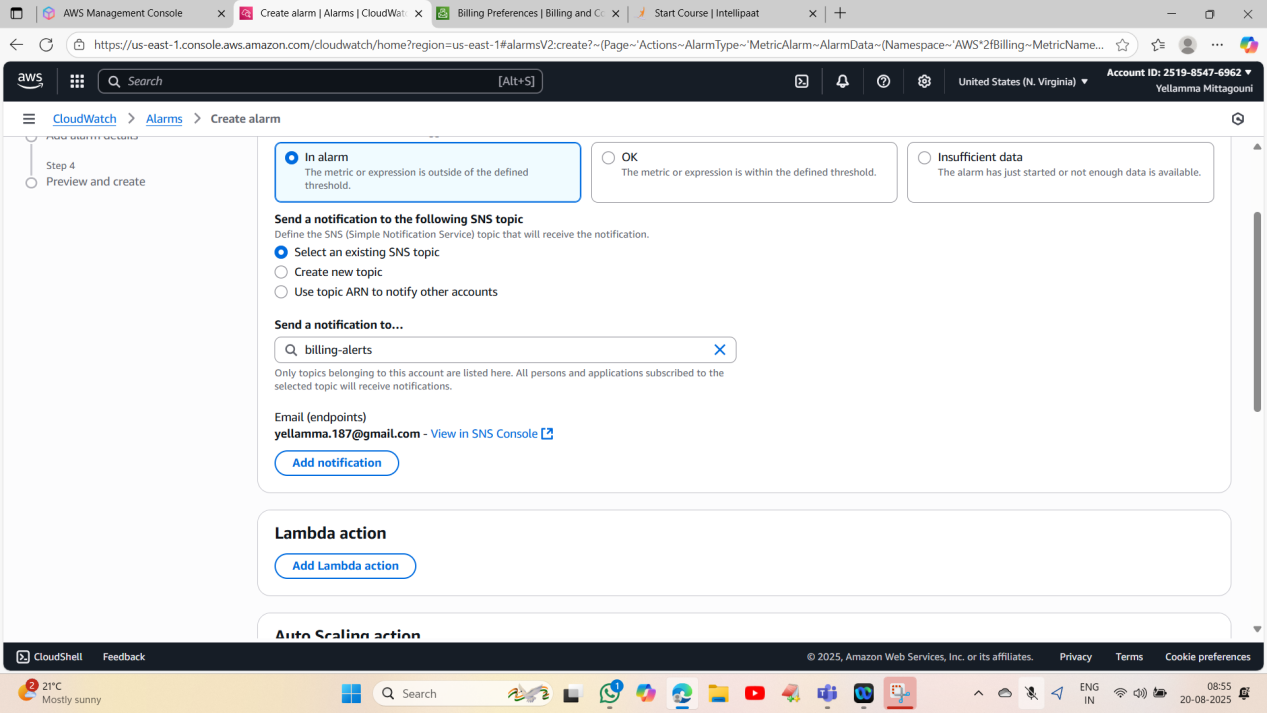 AWS Management Console
Create alarm | Alarms | CloudWat
Billing Preferences | Billing and Co
Start Course | Intellipaat
https://us-east-1.console.aws.amazon.com/cloudwatch/home?region=us-east-1#alarmsV2:create?~(Page~'Actions~AlarmType~'MetricAlarm~AlarmData~(Namespace~'AWS*2fBilling~MetricName...
aws
Search [Alt+S]
United States (N. Virginia)
Account ID: 2519-8547-6962
Yellamma Mittagouni
CloudWatch > Alarms > Create alarm
Add alarm details
Step 4
Preview and create
In alarm
The metric or expression is outside of the defined
threshold.
OK
The metric or expression is within the defined threshold.
Insufficient data
The alarm has just started or not enough data is available.
Send a notification to the following SNS topic
Define the SNS (Simple Notification Service) topic that will receive the notification.
Select an existing SNS topic
Create new topic
Use topic ARN to notify other accounts
Send a notification to…
billing-alerts
Only topics belonging to this account are listed here. All persons and applications subscribed to the
selected topic will receive notifications.
Email (endpoints)
yellamma.187@gmail.com - View in SNS Console
Add notification
Lambda action
Add Lambda action
Auto Scaling action
CloudShell
Feedback
© 2025, Amazon Web Services, Inc. or its affiliates.
Privacy
Terms
Cookie preferences
2
21°C
Mostly sunny
Search
1
ENG
IN
08:55
20-08-2025